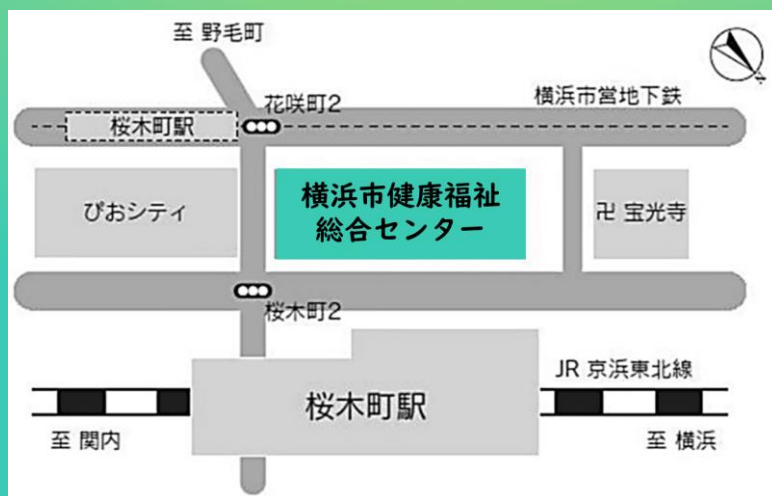 至 野毛町
花咲町2
横浜市営地下鉄
桜木町駅
ぴおシティ
横浜市健康福祉
総合センター
卍 宝光寺
桜木町2
JR 京浜東北線
桜木町駅
至 関内
至 横浜